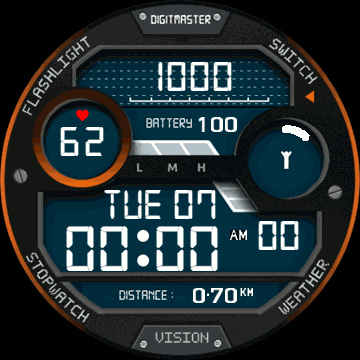 DIGITMASTER
FLASHLIGHT
SWITCH
1000
BATTERY 100
62
L M H
TUE 07
00:00 AM 00
DISTANCE: 0.70 KM
STOPWATCH
WEATHER
VISION